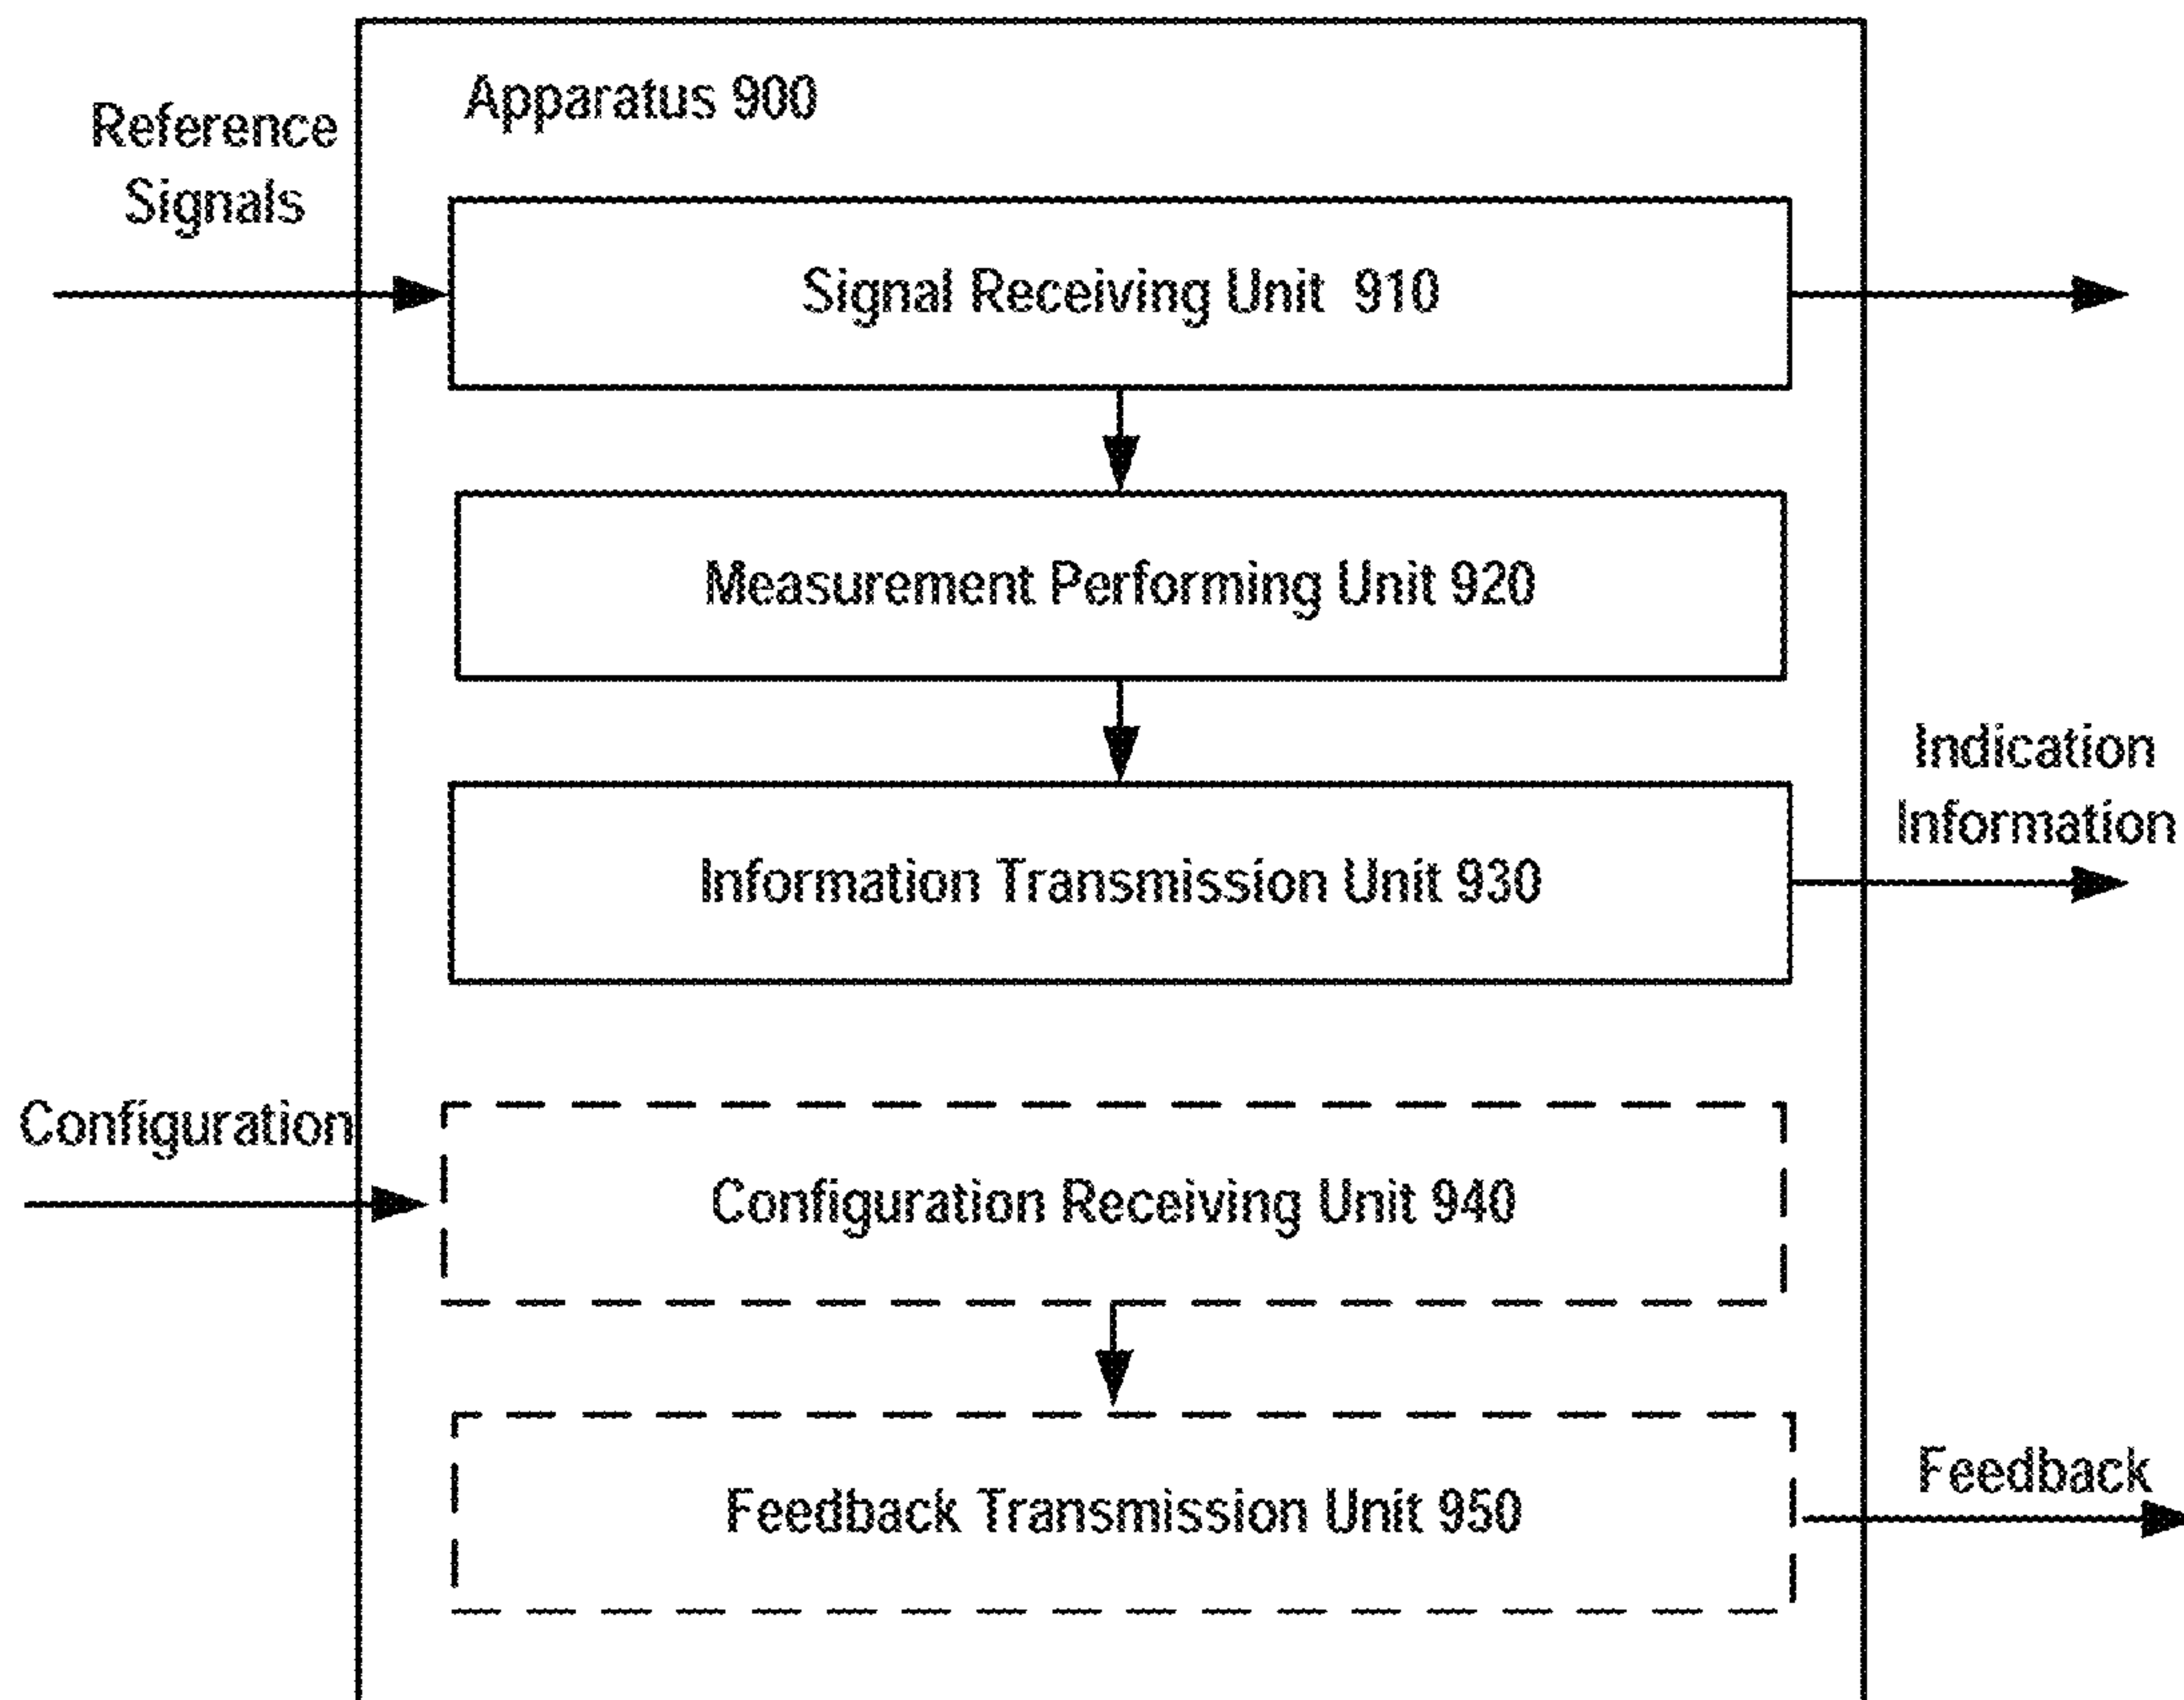 Apparatus 900
Reference
Signals
Signal Receiving Unit 910
Measurement Performing Unit 920
Indication
Information
Information Transmission Unit 930
Configuration
Configuration Receiving Unit 940
Feedback
Feedback Transmission Unit 950